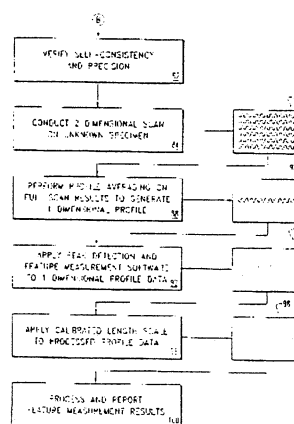 VERIFY SELF-CONSISTENCY
AND PRECISION
CONDUCT 2 DIMENSIONAL SCAN
ON UNKNOWN SPECIMEN
PERFORM PROFILE AVERAGING ON
FULL SCAN RESULTS TO GENERATE
1 DIMENSIONAL PROFILE
APPLY PEAK DETECTION AND
FEATURE MEASUREMENT SOFTWARE
TO 1 DIMENSIONAL PROFILE DATA
APPLY CALIBRATED LENGTH SCALE
TO PROCESSED PROFILE DATA
98
PROCESS AND REPORT
FEATURE MEASUREMENT RESULTS
100